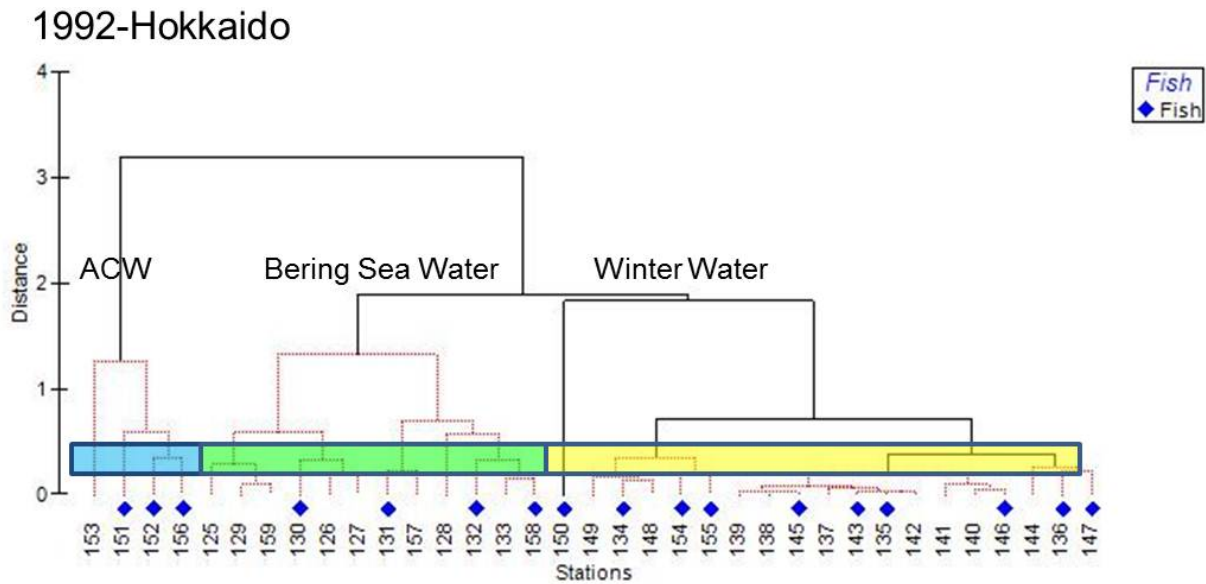 1992-Hokkaido
4
3
2
1
0
Distance
ACW
Bering Sea Water
Winter Water
Fish
Fish
153 151 152 156 125 129 159 130 126 127 131 157 128 132 133 158 150 149 134 148 154 155 139 138 145 137 143 135 142 141 140 146 144 136 147
Stations